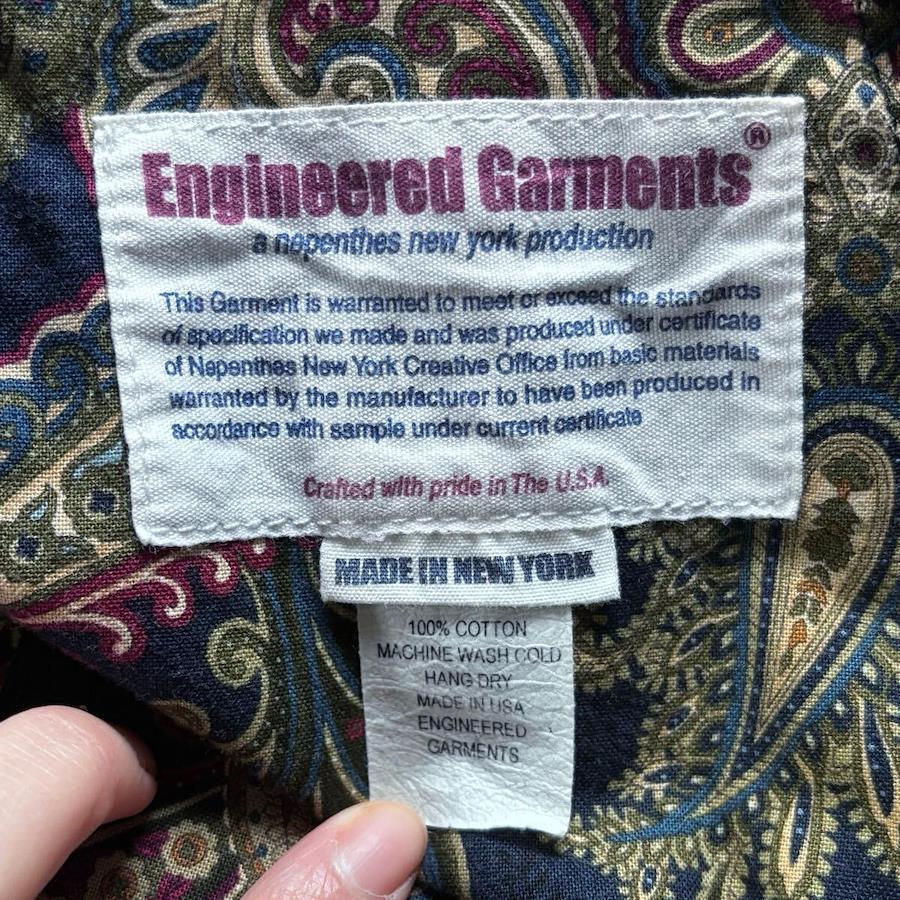 Engineered Garments®
a nepenthes new york production
This Garment is warranted to meet or exceed the standards
of specification we made and was produced under certificate
of Nepenthes New York Creative Office from basic materials
warranted by the manufacturer to have been produced in
accordance with sample under current certificate
Crafted with pride in The U.S.A.
MADE IN NEW YORK
100% COTTON
MACHINE WASH COLD
HANG DRY
MADE IN USA
ENGINEERED
GARMENTS